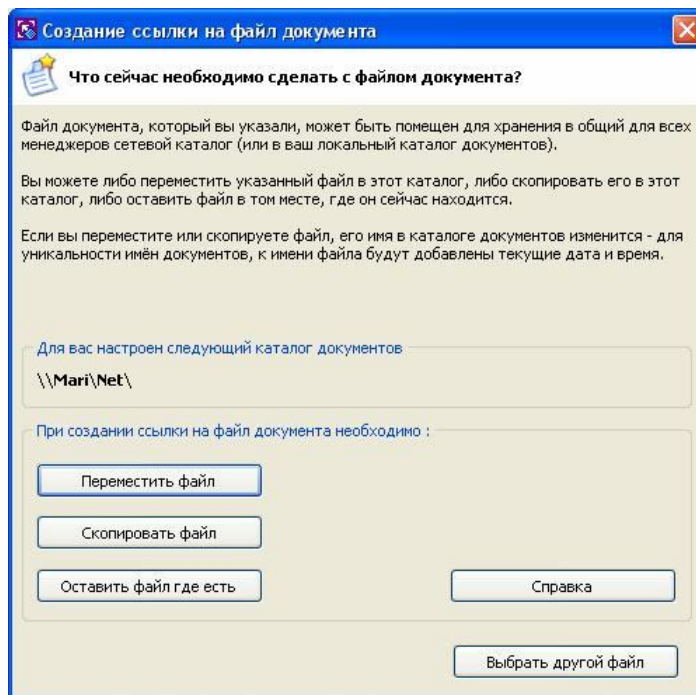 Создание ссылки на файл документа
Что сейчас необходимо сделать с файлом документа?
Файл документа, который вы указали, может быть помещен для хранения в общий для всех
менеджеров сетевой каталог (или в ваш локальный каталог документов).
Вы можете либо переместить указанный файл в этот каталог, либо скопировать его в этот
каталог, либо оставить файл в том месте, где он сейчас находится.
Если вы переместите или скопируете файл, его имя в каталоге документов изменится - для
уникальности имён документов, к имени файла будут добавлены текущие дата и время.
Для вас настроен следующий каталог документов
\\Mari\Net\
При создании ссылки на файл документа необходимо :
Переместить файл
Скопировать файл
Оставить файл где есть
Справка
Выбрать другой файл